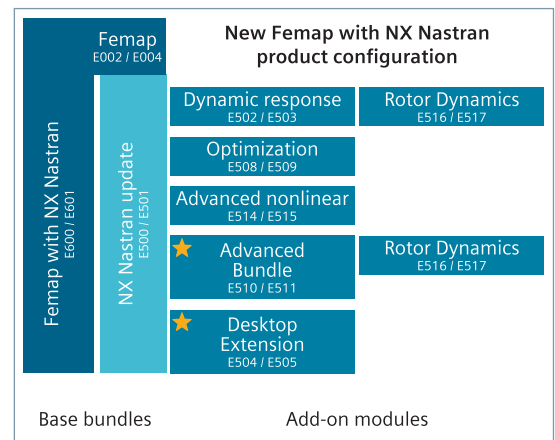 New Femap with NX Nastran
product configuration
Femap
E002 / E004
Femap with NX Nastran
E600 / E601
NX Nastran update
E500 / E501
Dynamic response
E502 / E503
Rotor Dynamics
E516 / E517
Optimization
E508 / E509
Advanced nonlinear
E514 / E515
Advanced
Bundle
E510 / E511
Rotor Dynamics
E516 / E517
Desktop
Extension
E504 / E505
Base bundles
Add-on modules